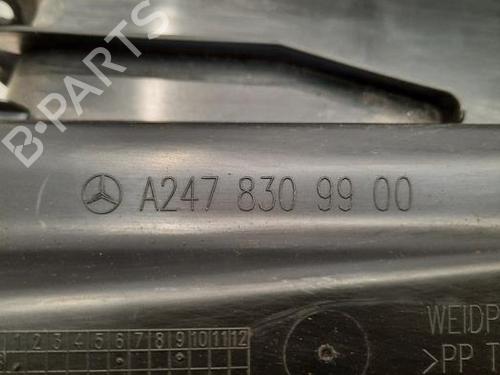 B-PARTS
A247 830 99 00
WEIDP
1 2 3 4 5 6 7 8 9 10 11 12
>PP T